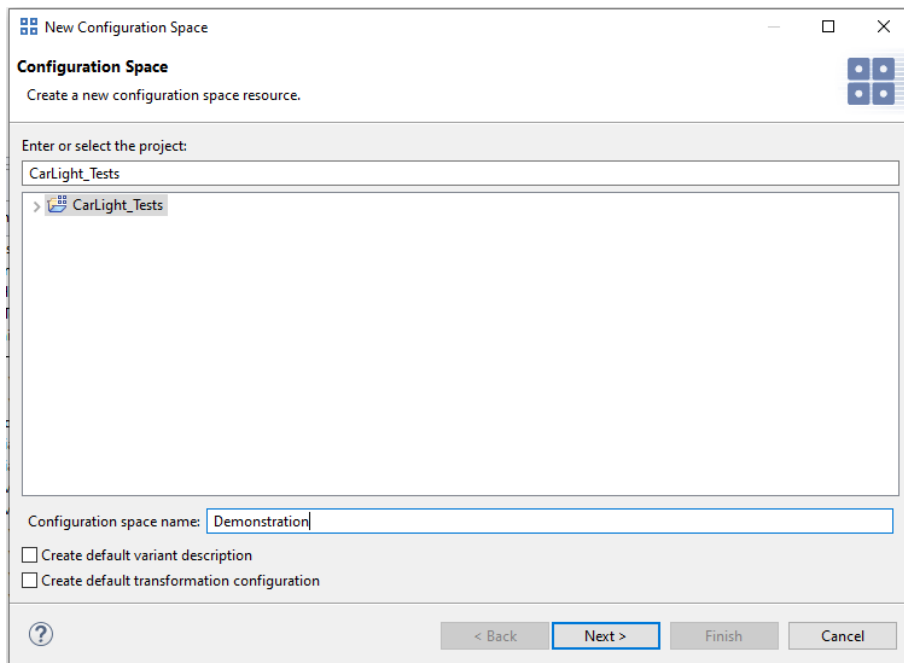 New Configuration Space
Configuration Space
Create a new configuration space resource.
Enter or select the project:
CarLight_Tests
CarLight_Tests
Configuration space name: Demonstration
Create default variant description
Create default transformation configuration
? < Back Next > Finish Cancel